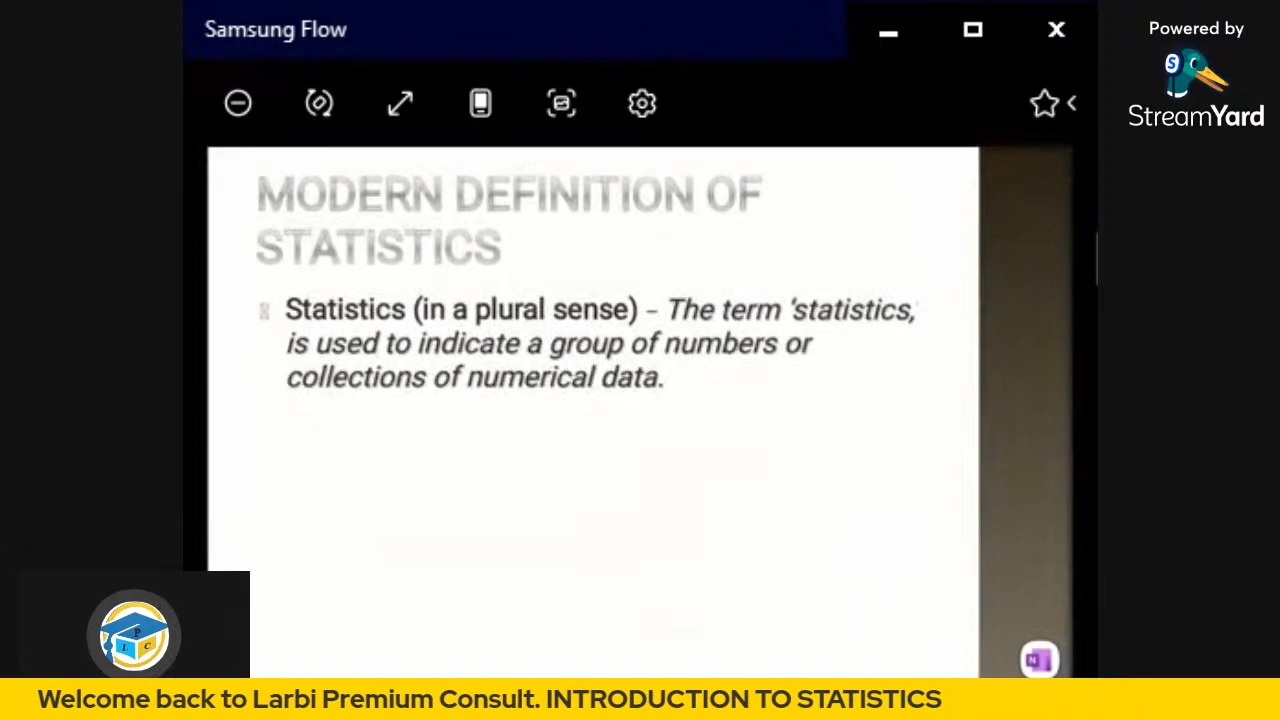 Samsung Flow
Powered by
StreamYard
MODERN DEFINITION OF
STATISTICS
Statistics (in a plural sense) – The term 'statistics,
is used to indicate a group of numbers or
collections of numerical data.
P
L C
N
Welcome back to Larbi Premium Consult. INTRODUCTION TO STATISTICS